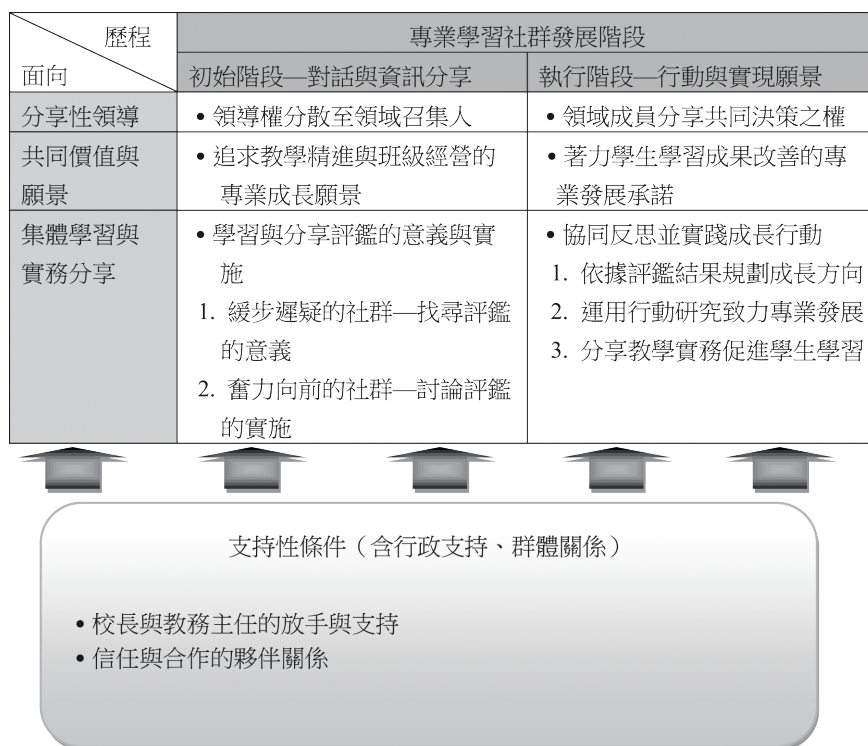 歷程
面向
專業學習社群發展階段
初始階段—對話與資訊分享
執行階段—行動與實現願景
分享性領導
•領導權分散至領域召集人
•領域成員分享共同決策之權
共同價值與
願景
•追求教學精進與班級經營的
專業成長願景
•著力學生學習成果改善的專
業發展承諾
集體學習與
實務分享
•學習與分享評鑑的意義與實
施
1. 緩步遲疑的社群—找尋評鑑
的意義
2. 奮力向前的社群—討論評鑑
的實施
•協同反思並實踐成長行動
1. 依據評鑑結果規劃成長方向
2. 運用行動研究致力專業發展
3. 分享教學實務促進學生學習
支持性條件（含行政支持、群體關係）
•校長與教務主任的放手與支持
•信任與合作的夥伴關係